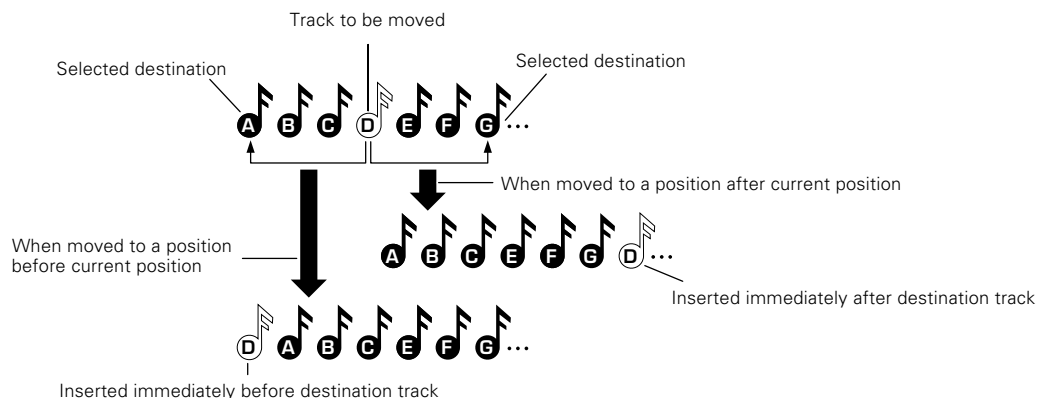 Track to be moved
Selected destination
Selected destination
A B C D E F G ...
When moved to a position after current position
A B C E F G D ...
When moved to a position
before current position
Inserted immediately after destination track
D A B C E F G ...
Inserted immediately before destination track